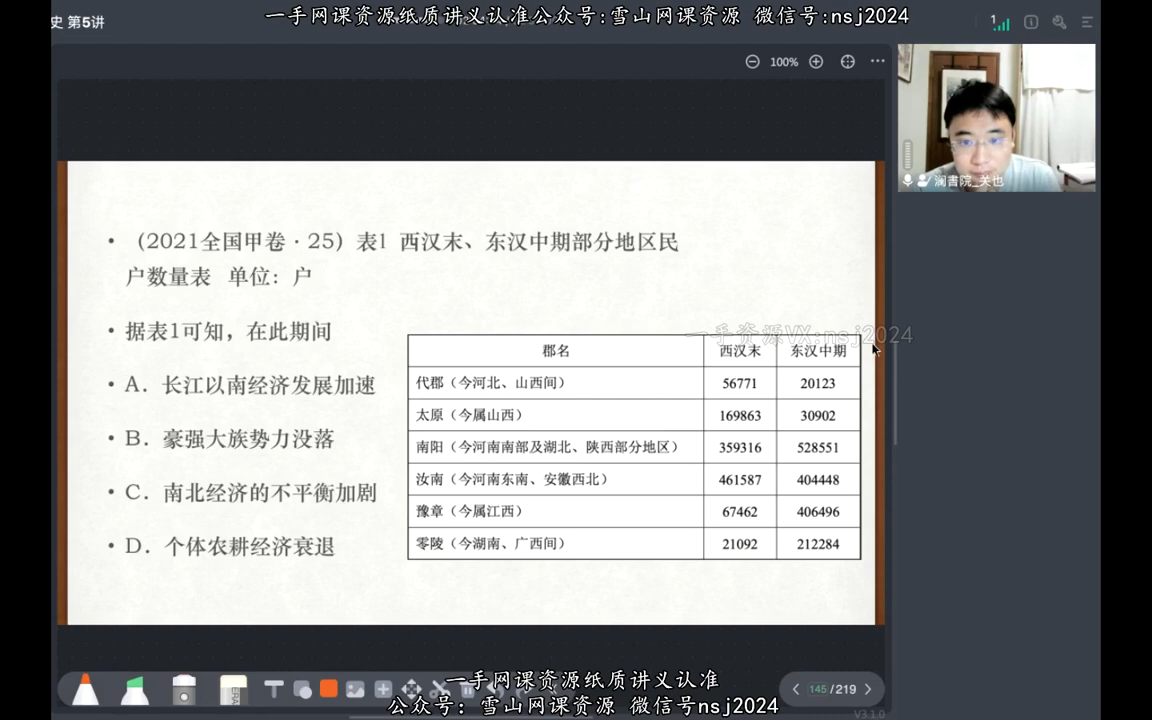 一手网课资源纸质讲义认准公众号:雪山网课资源 微信号:nsj2024
史 第5讲
1
100%
澜書院_关也
• （2021全国甲卷 · 25）表1 西汉末、东汉中期部分地区民
户数量表 单位：户
• 据表1可知，在此期间
• A．长江以南经济发展加速
• B．豪强大族势力没落
• C．南北经济的不平衡加剧
• D．个体农耕经济衰退
一手资源VX:nsj2024
郡名 西汉末 东汉中期
代郡（今河北、山西间） 56771 20123
太原（今属山西） 169863 30902
南阳（今河南南部及湖北、陕西部分地区） 359316 528551
汝南（今河南东南、安徽西北） 461587 404448
豫章（今属江西） 67462 406496
零陵（今湖南、广西间） 21092 212284
一手网课资源纸质讲义认准
公众号：雪山网课资源 微信号nsj2024
145/219
V3.1.0